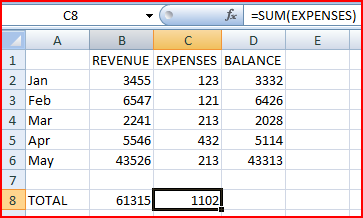 C8 fx =SUM(EXPENSES)
A B C D E
1 REVENUE EXPENSES BALANCE
2 Jan 3455 123 3332
3 Feb 6547 121 6426
4 Mar 2241 213 2028
5 Apr 5546 432 5114
6 May 43526 213 43313
7
8 TOTAL 61315 1102